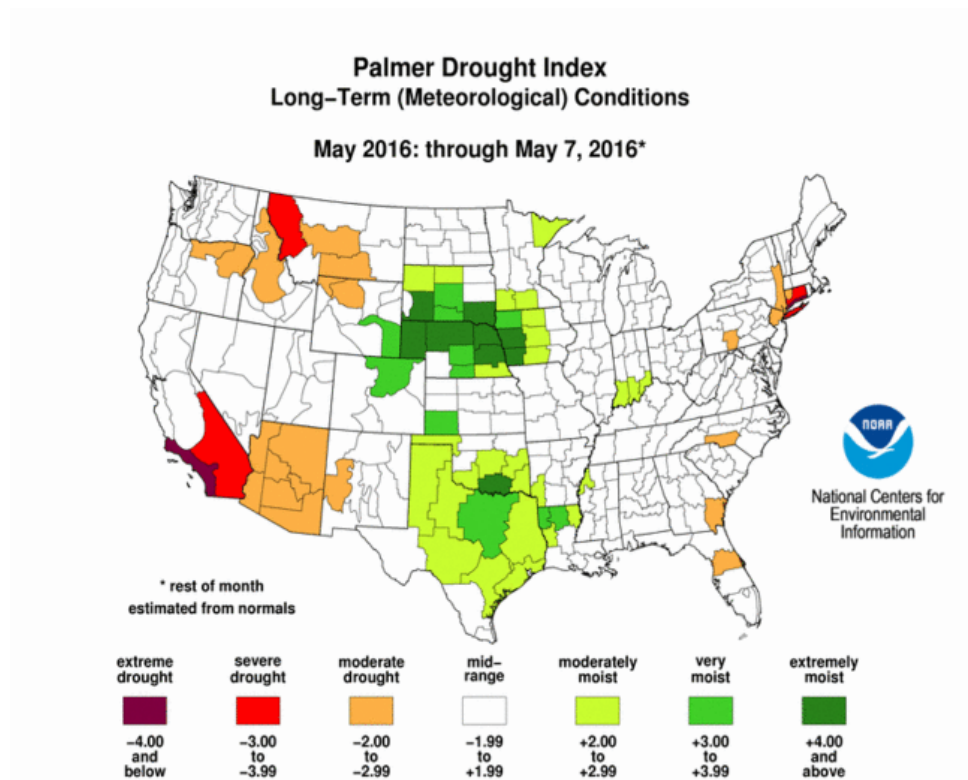 Palmer Drought Index
Long−Term (Meteorological) Conditions
May 2016: through May 7, 2016*
NOAA
National Centers for
Environmental
Information
* rest of month
estimated from normals
extreme drought
severe drought
moderate drought
mid− range
moderately moist
very moist
extremely moist
−4.00 and below
−3.00 to −3.99
−2.00 to −2.99
−1.99 to +1.99
+2.00 to +2.99
+3.00 to +3.99
+4.00 and above